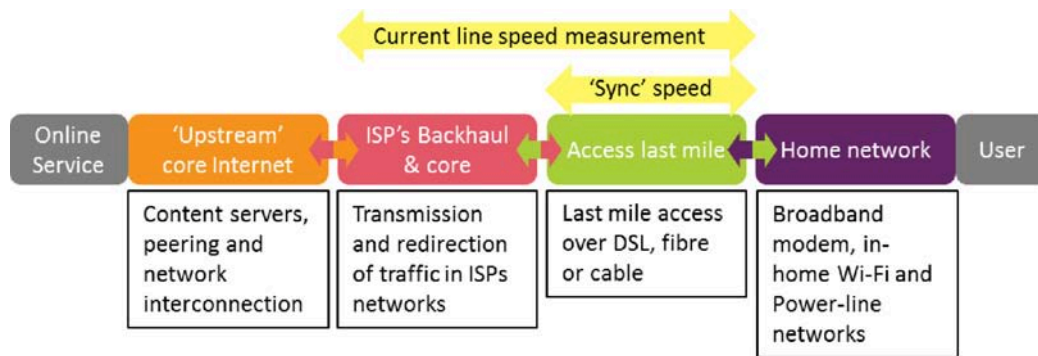 Current line speed measurement
‘Sync’ speed
Online
Service
‘Upstream’
core Internet
ISP’s Backhaul
& core
Access last mile
Home network
User
Content servers,
peering and
network
interconnection
Transmission
and redirection
of traffic in ISPs
networks
Last mile access
over DSL, fibre
or cable
Broadband
modem, in-
home Wi-Fi and
Power-line
networks